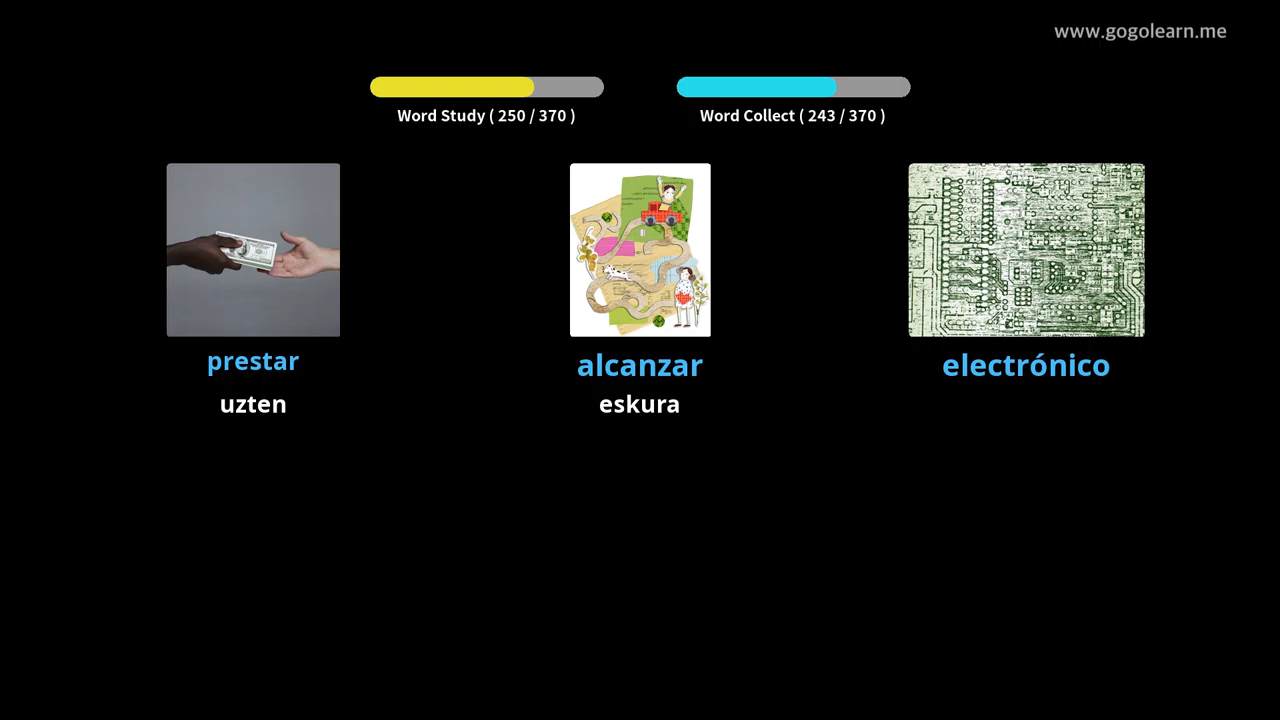 www.gogolearn.me
Word Study ( 250 / 370 )
Word Collect ( 243 / 370 )
prestar
uzten
alcanzar
eskura
electrónico